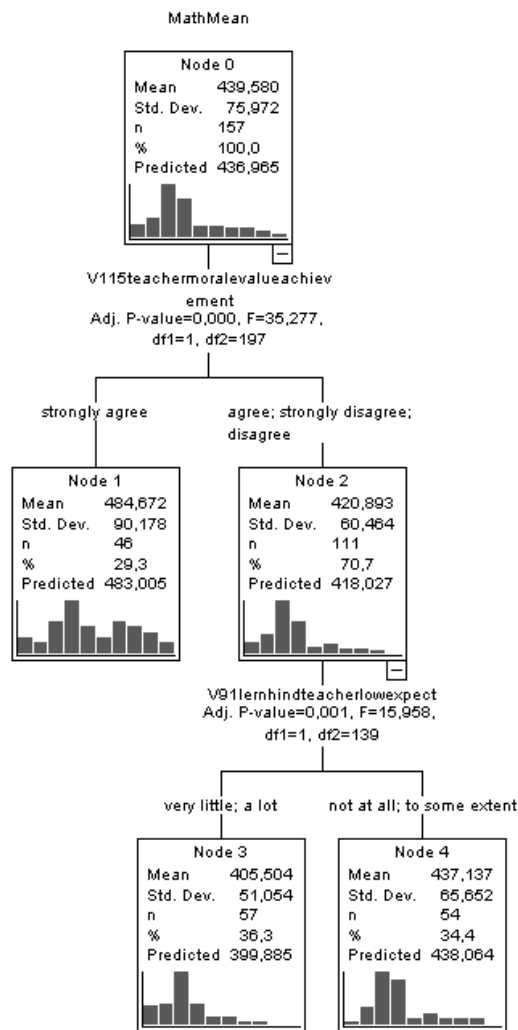 MathMean
Node 0
Mean 439,580
Std. Dev. 75,972
n 157
% 100,0
Predicted 436,965
V115teachermoralevalueachiev
ement
Adj. P-value=0,000, F=35,277,
df1=1, df2=197
strongly agree
agree; strongly disagree;
disagree
Node 1
Mean 484,672
Std. Dev. 90,178
n 46
% 29,3
Predicted 483,005
Node 2
Mean 420,893
Std. Dev. 60,464
n 111
% 70,7
Predicted 418,027
V91lernhindteacherlowexpect
Adj. P-value=0,001, F=15,958,
df1=1, df2=139
very little; a lot
not at all; to some extent
Node 3
Mean 405,504
Std. Dev. 51,054
n 57
% 36,3
Predicted 399,885
Node 4
Mean 437,137
Std. Dev. 65,652
n 54
% 34,4
Predicted 438,064